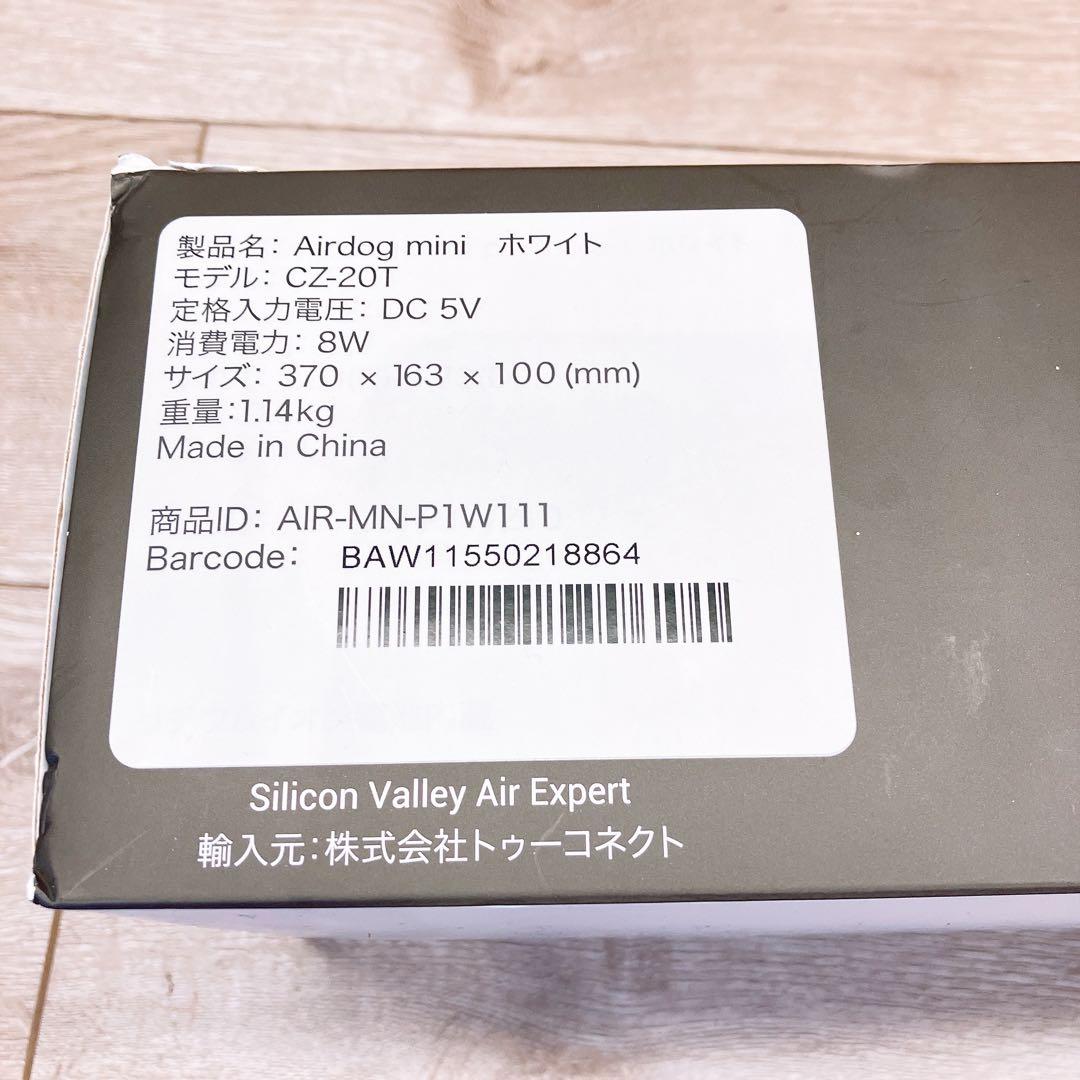 製品名: Airdog mini ホワイト
モデル: CZ-20T
定格入力電圧: DC 5V
消費電力: 8W
サイズ: 370 × 163 × 100 (mm)
重量:1.14kg
Made in China
商品ID: AIR-MN-P1W111
Barcode: BAW11550218864
Silicon Valley Air Expert
輸入元:株式会社トゥーコネクト